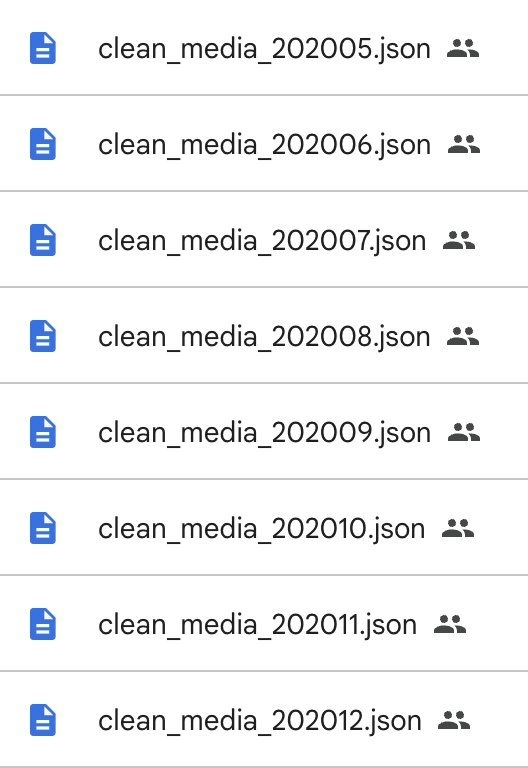 clean_media_202005.json
clean_media_202006.json
clean_media_202007.json
clean_media_202008.json
clean_media_202009.json
clean_media_202010.json
clean_media_202011.json
clean_media_202012.json